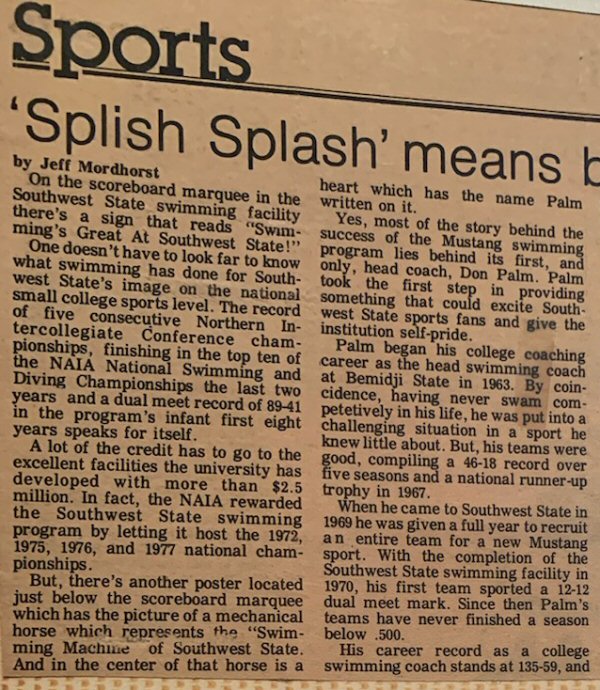 Sports
'Splish Splash' means b
by Jeff Mordhorst
On the scoreboard marquee in the
Southwest State swimming facility
there's a sign that reads "Swim-
ming's Great At Southwest State!"
One doesn't have to look far to know
what swimming has done for South-
west State's image on the national
small college sports level. The record
of five consecutive Northern In-
tercollegiate Conference cham-
pionships, finishing in the top ten of
the NAIA National Swimming and
Diving Championships the last two
years and a dual meet record of 89-41
in the program's infant first eight
years speaks for itself.
A lot of the credit has to go to the
excellent facilities the university has
developed with more than $2.5
million. In fact, the NAIA rewarded
the Southwest State swimming
program by letting it host the 1972,
1975, 1976, and 1977 national cham-
pionships.
But, there's another poster located
just below the scoreboard marquee
which has the picture of a mechanical
horse which represents the "Swim-
ming Machine of Southwest State.
And in the center of that horse is a
heart which has the name Palm
written on it.
Yes, most of the story behind the
success of the Mustang swimming
program lies behind its first, and
only, head coach, Don Palm. Palm
took the first step in providing
something that could excite South-
west State sports fans and give the
institution self-pride.
Palm began his college coaching
career as the head swimming coach
at Bemidji State in 1963. By coin-
cidence, having never swam com-
petetively in his life, he was put into a
challenging situation in a sport he
knew little about. But, his teams were
good, compiling a 46-18 record over
five seasons and a national runner-up
trophy in 1967.
When he came to Southwest State in
1969 he was given a full year to recruit
an entire team for a new Mustang
sport. With the completion of the
Southwest State swimming facility in
1970, his first team sported a 12-12
dual meet mark. Since then Palm's
teams have never finished a season
below .500.
His career record as a college
swimming coach stands at 135-59, and